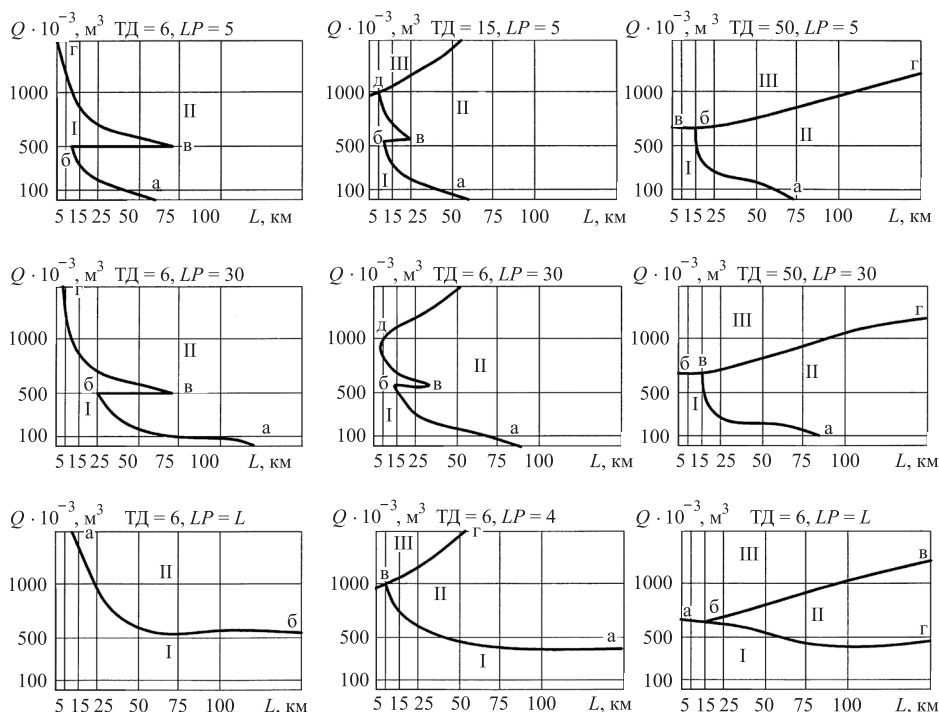 Q · 10⁻³, м³ ТД = 6, LP = 5
г
1000
II
I
500
б
в
100
а
5 15 25 50 75 100 L, км
Q · 10⁻³, м³ ТД = 15, LP = 5
III
д
1000
II
500
б
в
I
100
а
5 15 25 50 75 100 L, км
Q · 10⁻³, м³ ТД = 50, LP = 5
III
г
1000
в б
II
500
I
100
а
5 15 25 50 75 100 L, км
Q · 10⁻³, м³ ТД = 6, LP = 30
г
1000
II
б
500
в
I
100
а
5 15 25 50 75 100 L, км
Q · 10⁻³, м³ ТД = 6, LP = 30
д
1000
II
б
в
500
I
100
а
5 15 25 50 75 100 L, км
Q · 10⁻³, м³ ТД = 50, LP = 30
III
г
1000
б в
II
500
I
100
а
5 15 25 50 75 100 L, км
Q · 10⁻³, м³ ТД = 6, LP = L
а
II
1000
б
500
I
100
5 15 25 50 75 100 L, км
Q · 10⁻³, м³ ТД = 6, LP = 4
III
г
в
1000
II
500
а
I
100
5 15 25 50 75 100 L, км
Q · 10⁻³, м³ ТД = 6, LP = L
III
в
1000
а б
II
500
г
I
100
5 15 25 50 75 100 L, км